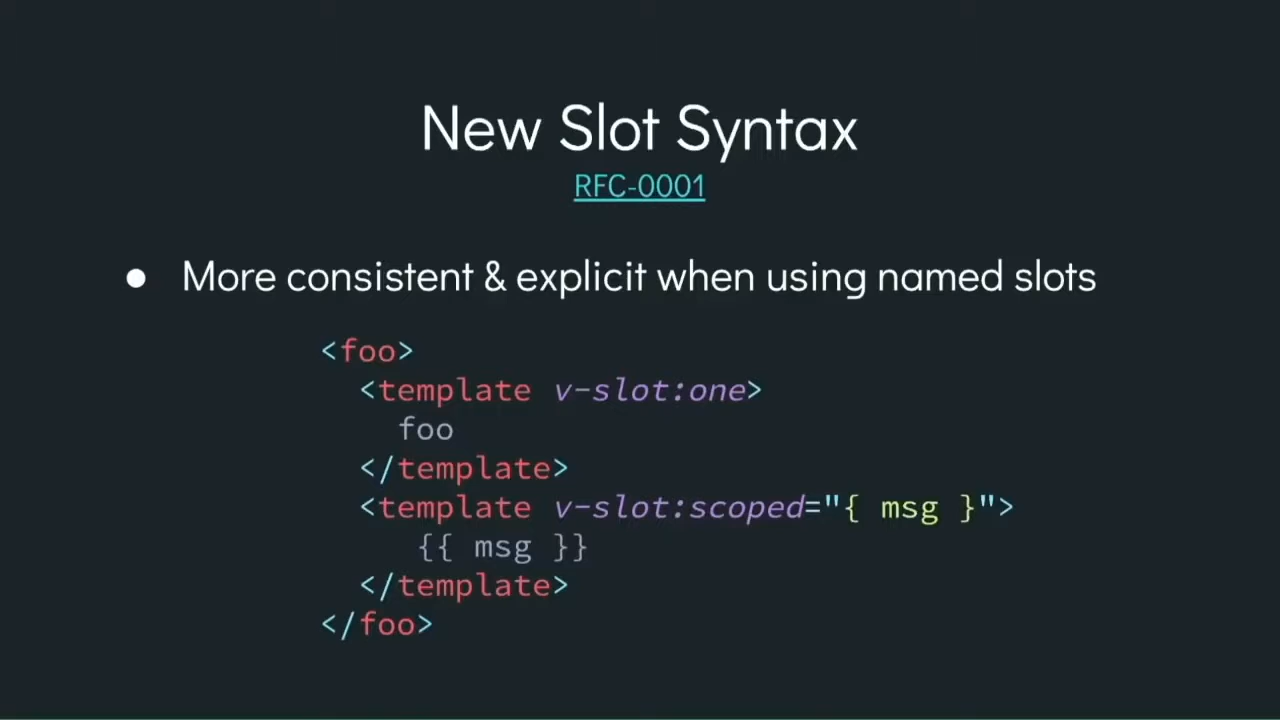 New Slot Syntax
RFC-0001
● More consistent & explicit when using named slots
<foo>
<template v-slot:one>
foo
</template>
<template v-slot:scoped="{ msg }">
{{ msg }}
</template>
</foo>